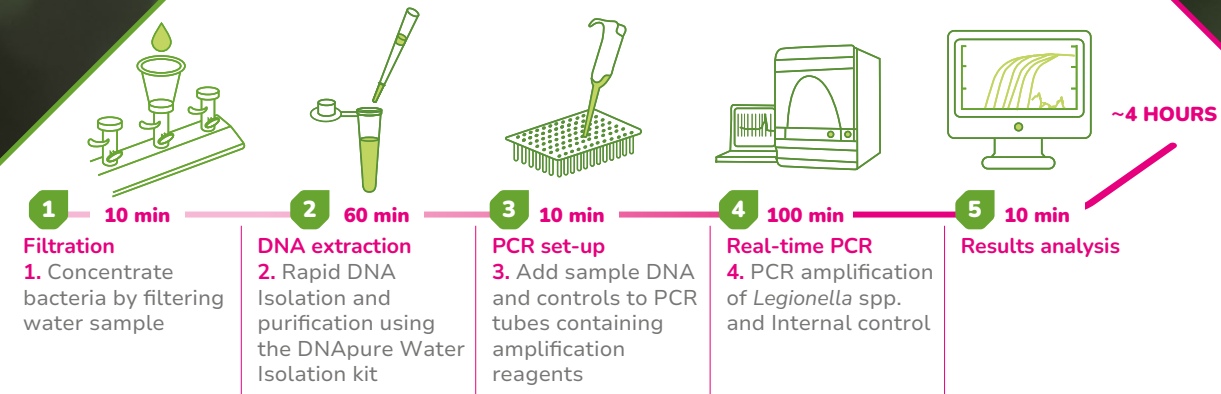 ~4 HOURS
1
10 min
2
60 min
3
10 min
4
100 min
5
10 min
Filtration
1. Concentrate
bacteria by filtering
water sample
DNA extraction
2. Rapid DNA
Isolation and
purification using
the DNApure Water
Isolation kit
PCR set-up
3. Add sample DNA
and controls to PCR
tubes containing
amplification
reagents
Real-time PCR
4. PCR amplification
of Legionella spp.
and Internal control
Results analysis